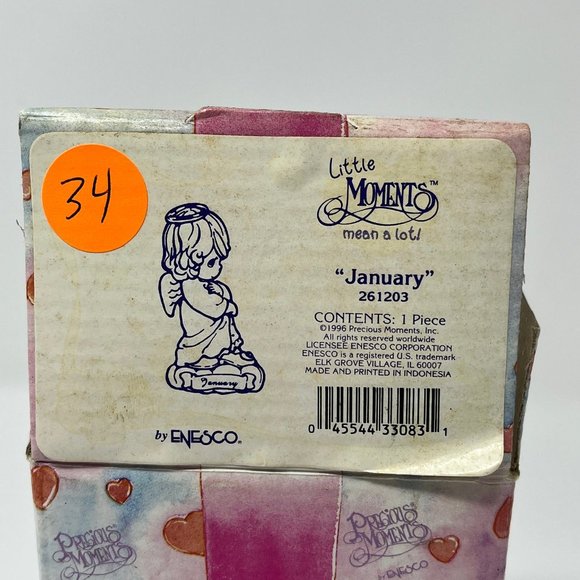 34
Little
MOMENTS™
mean a lot!
"January"
261203
CONTENTS: 1 Piece
©1996 Precious Moments, Inc.
All rights reserved worldwide
LICENSEE ENESCO CORPORATION
ENESCO is a registered U.S. trademark
ELK GROVE VILLAGE, IL 60007
MADE AND PRINTED IN INDONESIA
January
0 45544 33083 1
by ENESCO®
PRECIOUS MOMENTS
PRECIOUS MOMENTS
by ENESCO